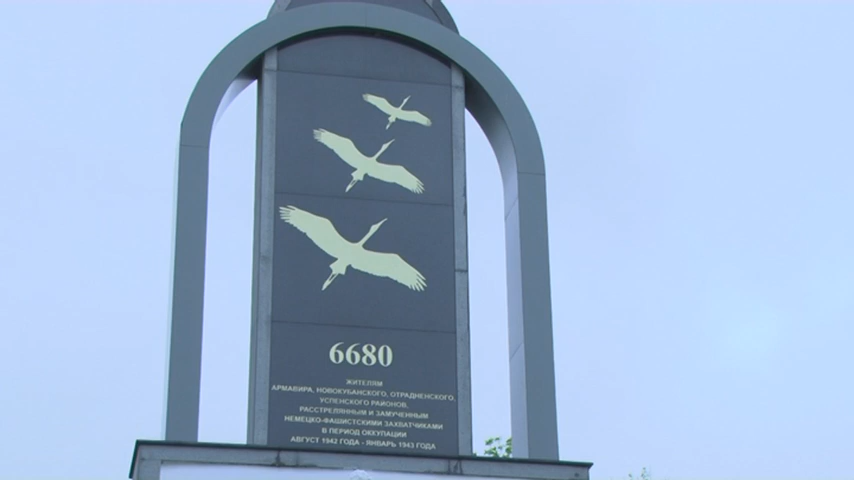 6680
ЖИТЕЛЯМ
АРМАВИРА, НОВОКУБАНСКОГО, ОТРАДНЕНСКОГО,
УСПЕНСКОГО РАЙОНОВ,
РАССТРЕЛЯННЫМ И ЗАМУЧЕННЫМ
НЕМЕЦКО-ФАШИСТСКИМИ ЗАХВАТЧИКАМИ
В ПЕРИОД ОККУПАЦИИ
АВГУСТ 1942 ГОДА - ЯНВАРЬ 1943 ГОДА